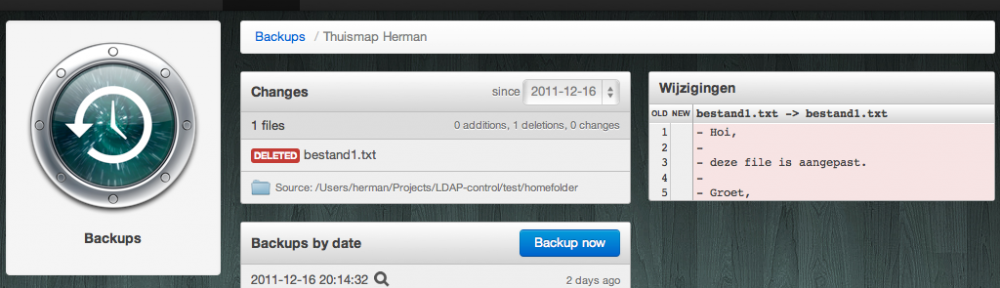 Backups / Thuismap Herman
Backups
Changes since 2011-12-16
1 files 0 additions, 1 deletions, 0 changes
DELETED bestand1.txt
Source: /Users/herman/Projects/LDAP-control/test/homefolder
Backups by date Backup now
2011-12-16 20:14:32 2 days ago
Wijzigingen
OLD NEW bestand1.txt -> bestand1.txt
1 - Hoi,
2 -
3 - deze file is aangepast.
4 -
5 - Groet,